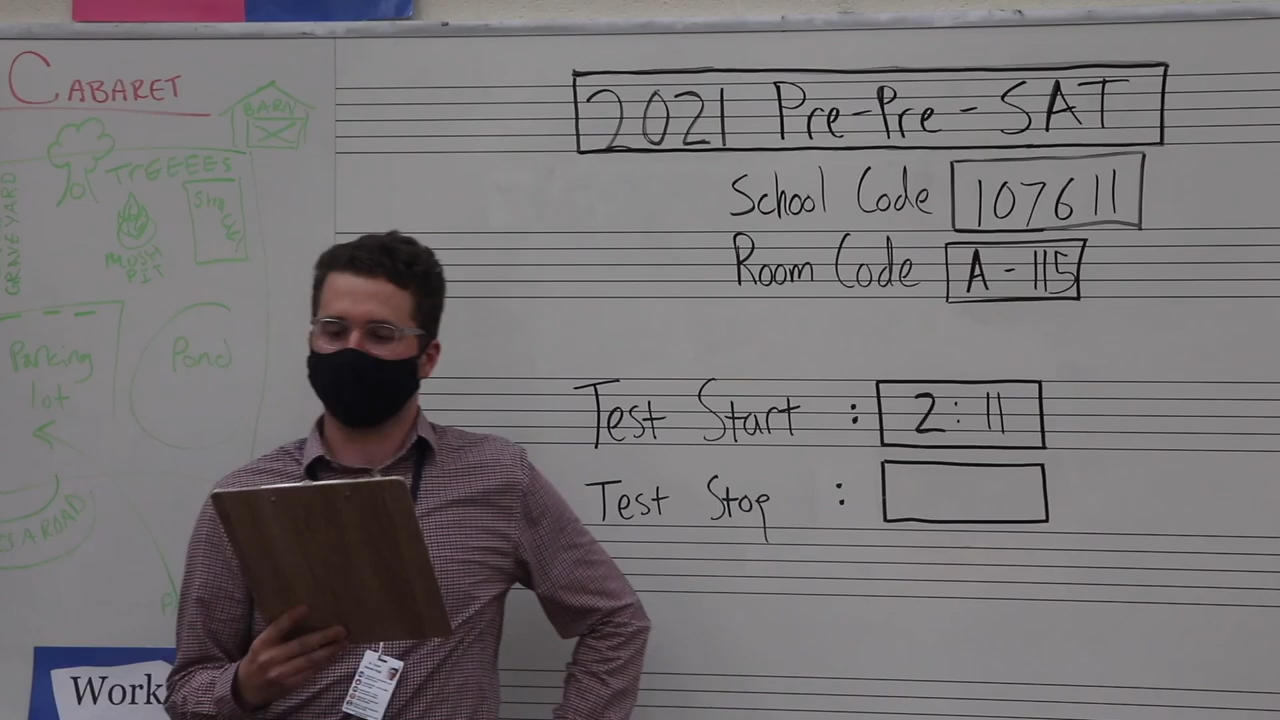 CABARET
BARN
TrEEEES
GRAVEYARD
MOSH
PIT
Parking
lot
Pond
2021 Pre-Pre-SAT
School Code 107611
Room Code A-115
Test Start : 2:11
Test Stop :
A ROAD
Work